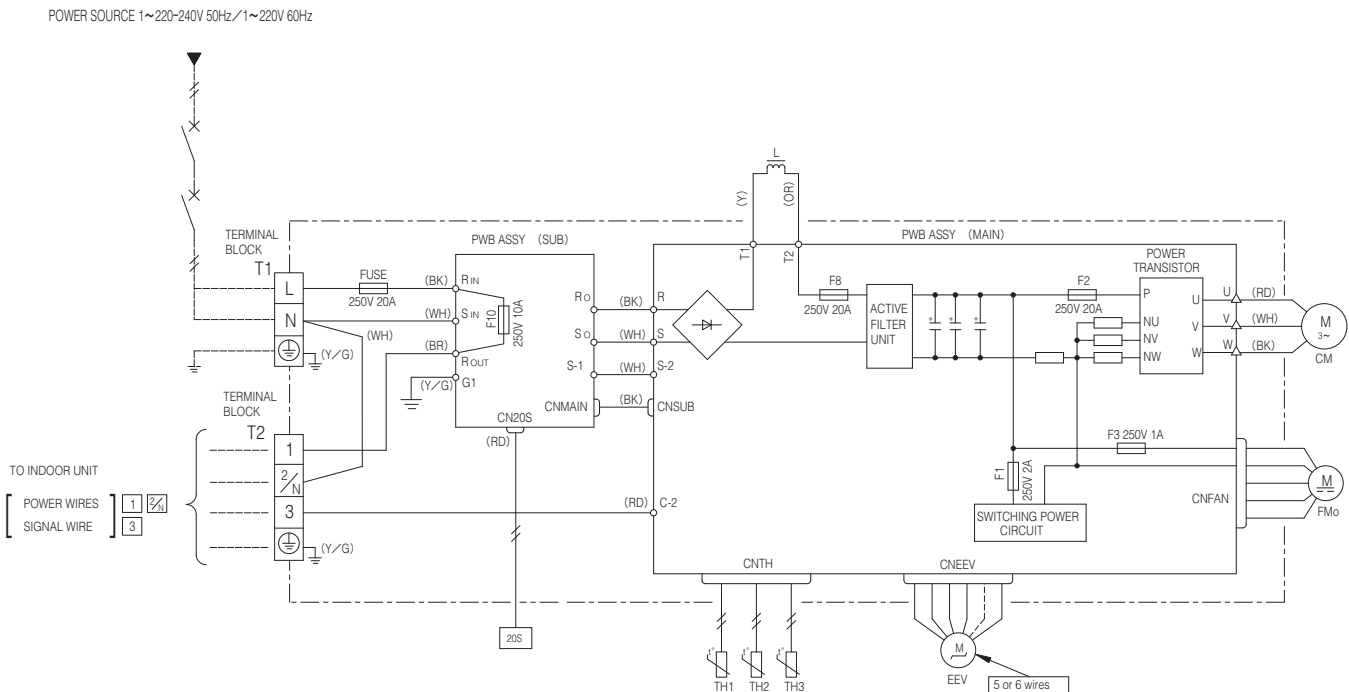 POWER SOURCE 1~220-240V 50Hz/1~220V 60Hz
TERMINAL
BLOCK
T1
L
N
FUSE
250V 20A
(BK)
(WH)
(WH)
(BR)
(Y/G)
(Y/G)
PWB ASSY (SUB)
R IN
S IN
R OUT
G1
F10
250V 10A
RO
SO
S-1
CNMAIN
CN20S
(RD)
20S
(BK)
(WH)
(WH)
(BK)
PWB ASSY (MAIN)
R
S
S-2
CNSUB
C-2
(RD)
L
(Y)
(OR)
T1
T2
F8
250V 20A
ACTIVE
FILTER
UNIT
+
+
+
F2
250V 20A
POWER
TRANSISTOR
P
NU
NV
NW
U
V
W
U
V
W
(RD)
(WH)
(BK)
M
3~
CM
F3 250V 1A
F1
250V 2A
SWITCHING POWER
CIRCUIT
CNFAN
M
FMo
TERMINAL
BLOCK
T2
1
2/N
3
(Y/G)
TO INDOOR UNIT
POWER WIRES 1 2/N
SIGNAL WIRE 3
CNTH
t°
t°
t°
TH1
TH2
TH3
CNEEV
M
EEV
5 or 6 wires